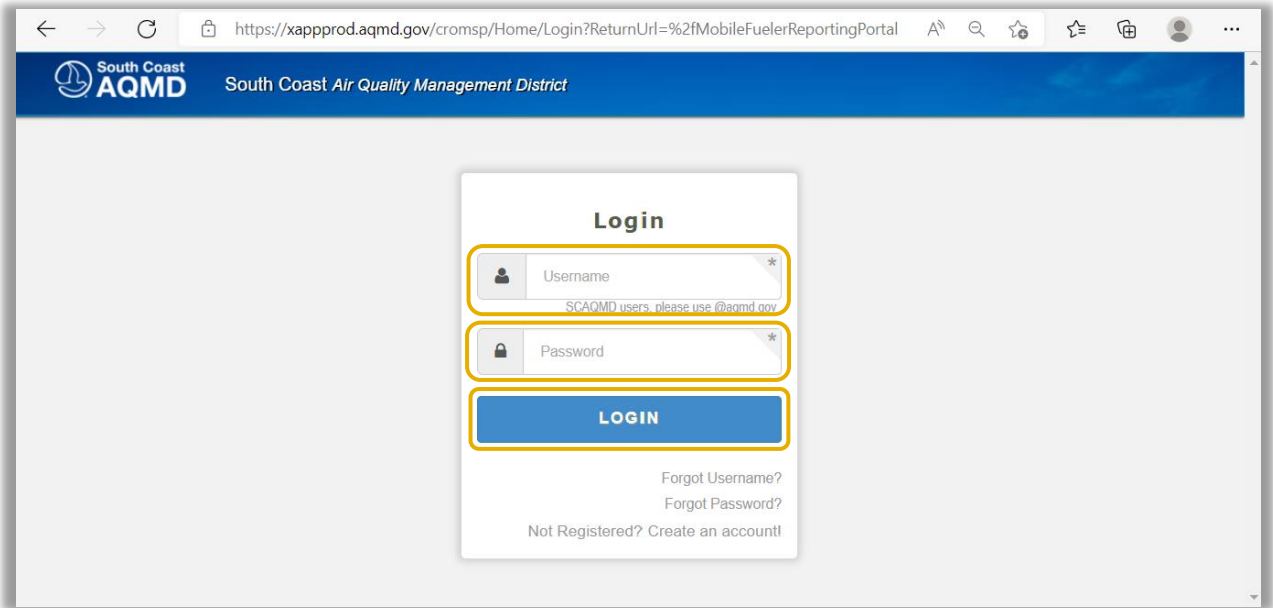 https://xappprod.aqmd.gov/cromsp/Home/Login?ReturnUrl=%2fMobileFuelerReportingPortal
South Coast
AQMD
South Coast Air Quality Management District
Login
Username
*
SCAQMD users, please use @aqmd.gov
Password
*
LOGIN
Forgot Username?
Forgot Password?
Not Registered? Create an account!